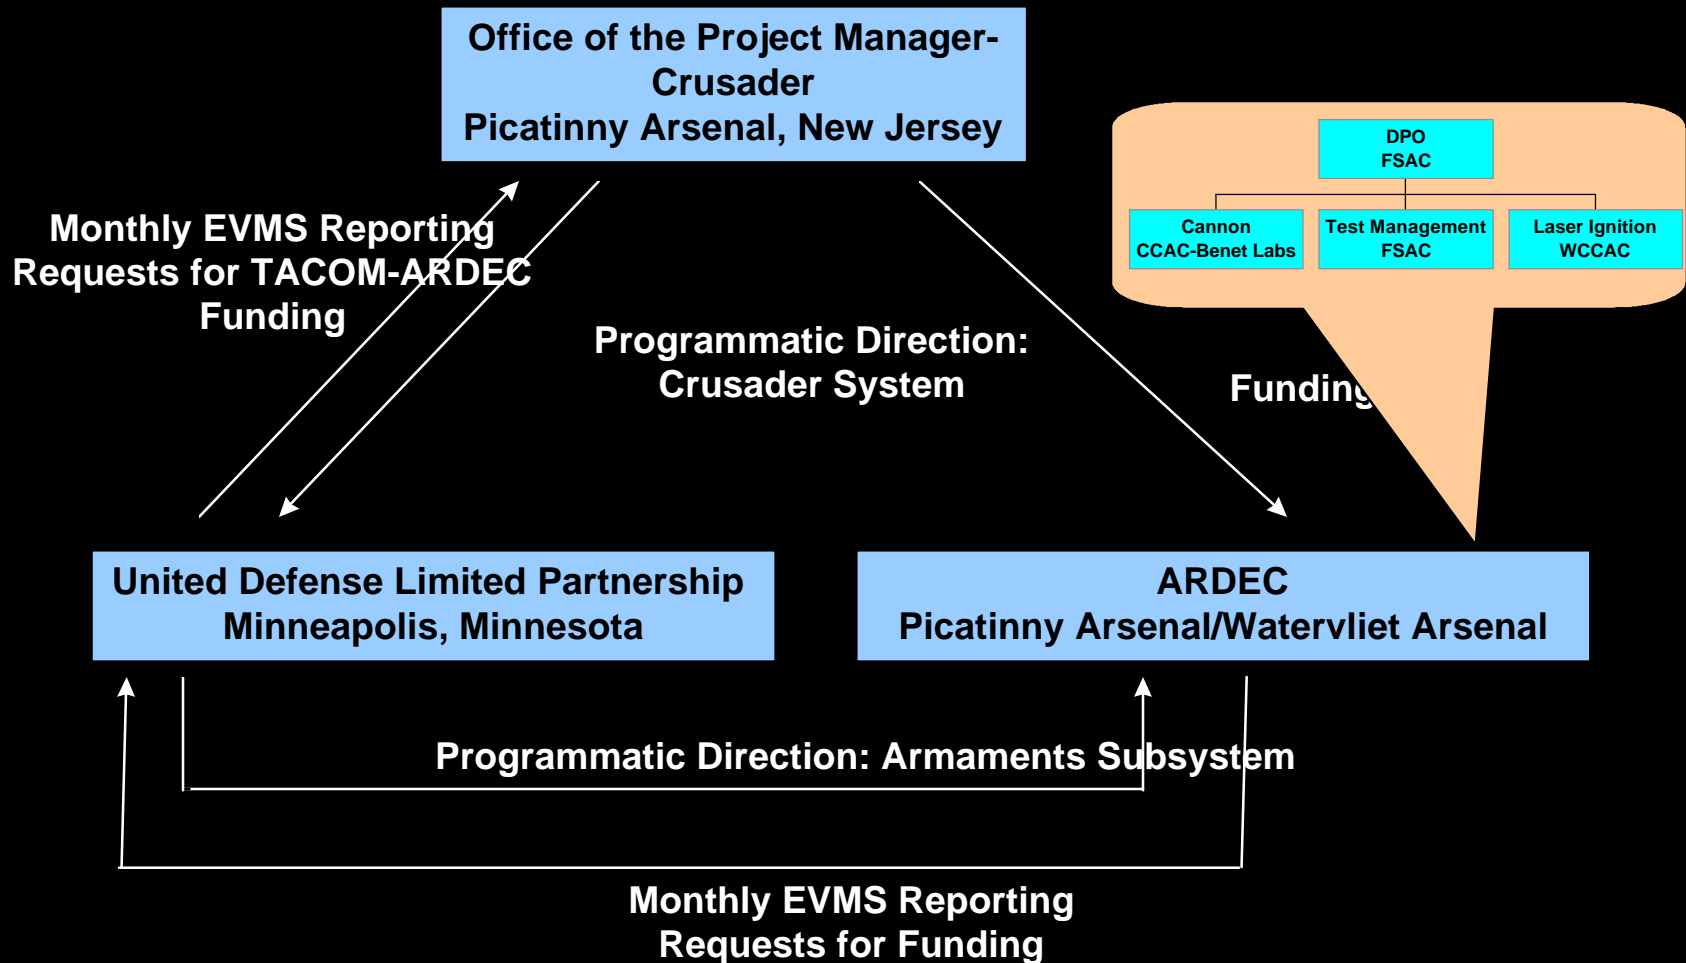 Office of the Project Manager-
Crusader
Picatinny Arsenal, New Jersey
DPO
FSAC
Cannon
CCAC-Benet Labs
Test Management
FSAC
Laser Ignition
WCCAC
Monthly EVMS Reporting
Requests for TACOM-ARDEC
Funding
Programmatic Direction:
Crusader System
Funding
United Defense Limited Partnership
Minneapolis, Minnesota
ARDEC
Picatinny Arsenal/Watervliet Arsenal
Programmatic Direction: Armaments Subsystem
Monthly EVMS Reporting
Requests for Funding